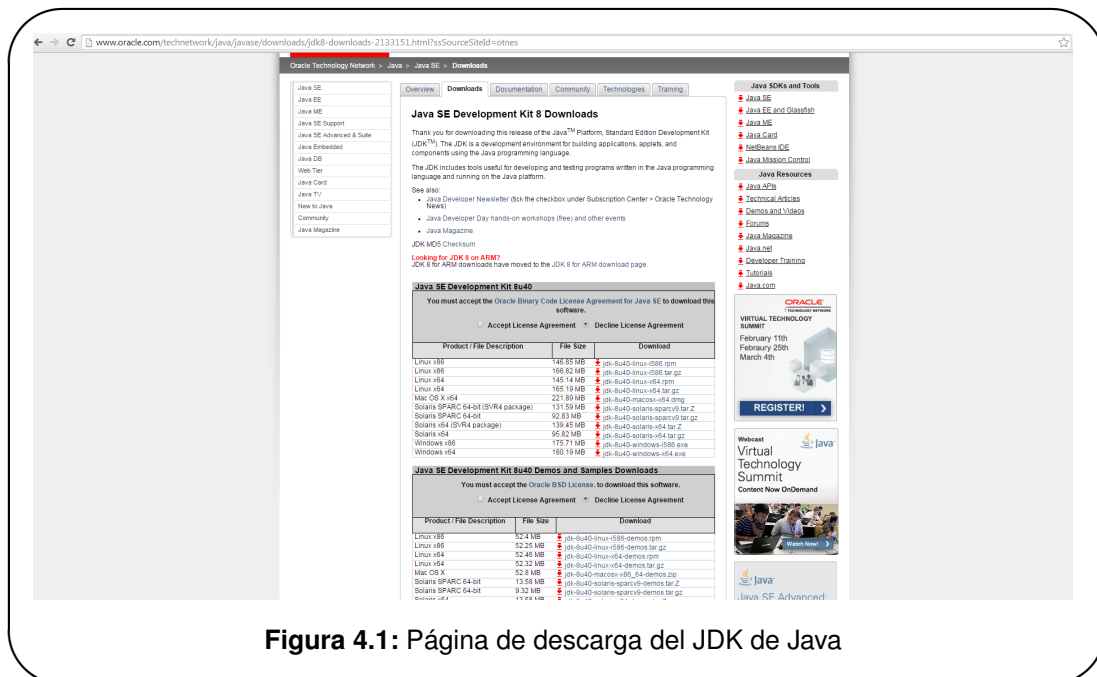 www.oracle.com/technetwork/java/javase/downloads/jdk8-downloads-2133151.html?ssSourceSiteId=otnes
Oracle Technology Network > Java > Java SE > Downloads
Java SE
Java EE
Java ME
Java SE Support
Java SE Advanced & Suite
Java Embedded
Java DB
Web Tier
Java Card
Java TV
New to Java
Community
Java Magazine
Overview Downloads Documentation Community Technologies Training
Java SE Development Kit 8 Downloads
Thank you for downloading this release of the Java™ Platform, Standard Edition Development Kit
(JDK™). The JDK is a development environment for building applications, applets, and
components using the Java programming language.
The JDK includes tools useful for developing and testing programs written in the Java programming
language and running on the Java platform.
See also:
• Java Developer Newsletter (tick the checkbox under Subscription Center > Oracle Technology
News)
• Java Developer Day hands-on workshops (free) and other events
• Java Magazine
JDK MD5 Checksum
Looking for JDK 8 on ARM?
JDK 8 for ARM downloads have moved to the JDK 8 for ARM download page.
Java SE Development Kit 8u40
You must accept the Oracle Binary Code License Agreement for Java SE to download this
software.
Accept License Agreement Decline License Agreement
Product / File Description File Size Download
Linux x86 146.85 MB jdk-8u40-linux-i586.rpm
Linux x86 166.82 MB jdk-8u40-linux-i586.tar.gz
Linux x64 145.14 MB jdk-8u40-linux-x64.rpm
Linux x64 165.19 MB jdk-8u40-linux-x64.tar.gz
Mac OS X x64 221.89 MB jdk-8u40-macosx-x64.dmg
Solaris SPARC 64-bit (SVR4 package) 131.59 MB jdk-8u40-solaris-sparcv9.tar.Z
Solaris SPARC 64-bit 92.83 MB jdk-8u40-solaris-sparcv9.tar.gz
Solaris x64 (SVR4 package) 139.45 MB jdk-8u40-solaris-x64.tar.Z
Solaris x64 95.82 MB jdk-8u40-solaris-x64.tar.gz
Windows x86 175.71 MB jdk-8u40-windows-i586.exe
Windows x64 180.19 MB jdk-8u40-windows-x64.exe
Java SE Development Kit 8u40 Demos and Samples Downloads
You must accept the Oracle BSD License. to download this software.
Accept License Agreement Decline License Agreement
Product / File Description File Size Download
Linux x86 52.4 MB jdk-8u40-linux-i586-demos.rpm
Linux x86 52.25 MB jdk-8u40-linux-i586-demos.tar.gz
Linux x64 52.46 MB jdk-8u40-linux-x64-demos.rpm
Linux x64 52.32 MB jdk-8u40-linux-x64-demos.tar.gz
Mac OS X 52.8 MB jdk-8u40-macosx-x86_64-demos.zip
Solaris SPARC 64-bit 13.58 MB jdk-8u40-solaris-sparcv9-demos.tar.Z
Solaris SPARC 64-bit 9.32 MB jdk-8u40-solaris-sparcv9-demos.tar.gz
Java SDKs and Tools
Java SE
Java EE and Glassfish
Java ME
Java Card
NetBeans IDE
Java Mission Control
Java Resources
Java APIs
Technical Articles
Demos and Videos
Forums
Java Magazine
Java.net
Developer Training
Tutorials
Java.com
ORACLE
TECHNOLOGY NETWORK
VIRTUAL TECHNOLOGY
SUMMIT
February 11th
Febraury 25th
March 4th
REGISTER!
Webcast
Java
Virtual
Technology
Summit
Content Now OnDemand
Watch Now!
Java
Java SE Advanced:
Figura 4.1: Página de descarga del JDK de Java